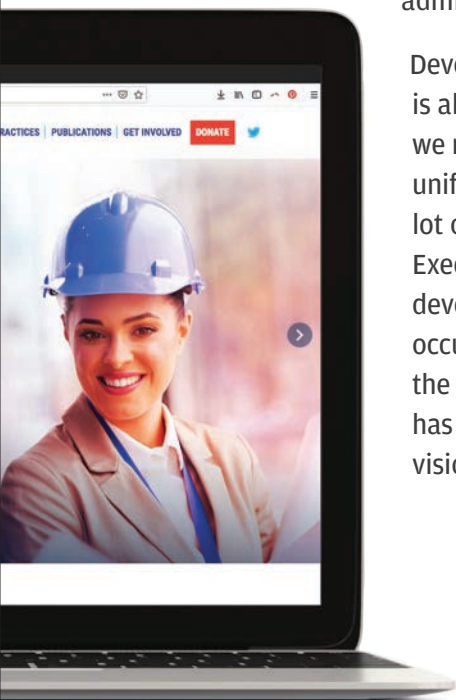 RACTICES | PUBLICATIONS | GET INVOLVED DONATE
admi
Deve
is al
we
unif
lot o
Exec
deve
occu
the
has
visio